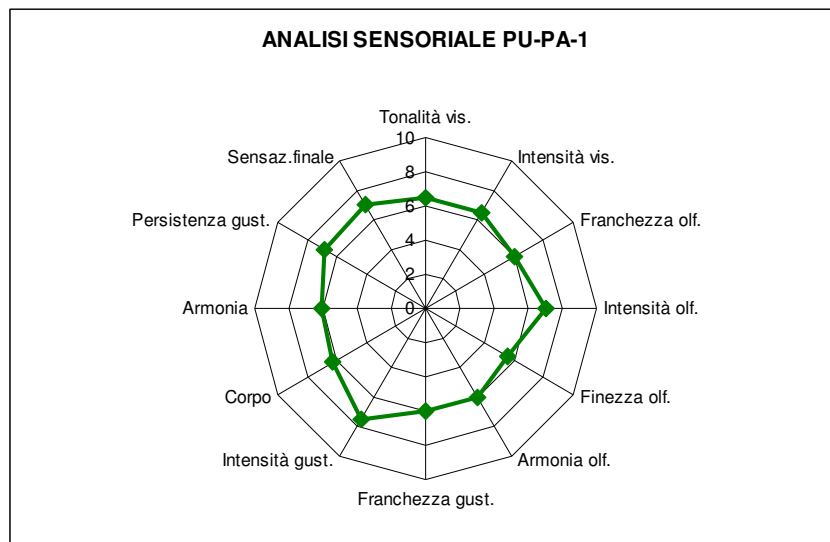 ANALISI SENSORIALE PU-PA-1
Tonalità vis.
10
Sensaz.finale
Intensità vis.
8
6
Persistenza gust.
Franchezza olf.
4
2
Armonia
0
Intensità olf.
Corpo
Finezza olf.
Intensità gust.
Armonia olf.
Franchezza gust.